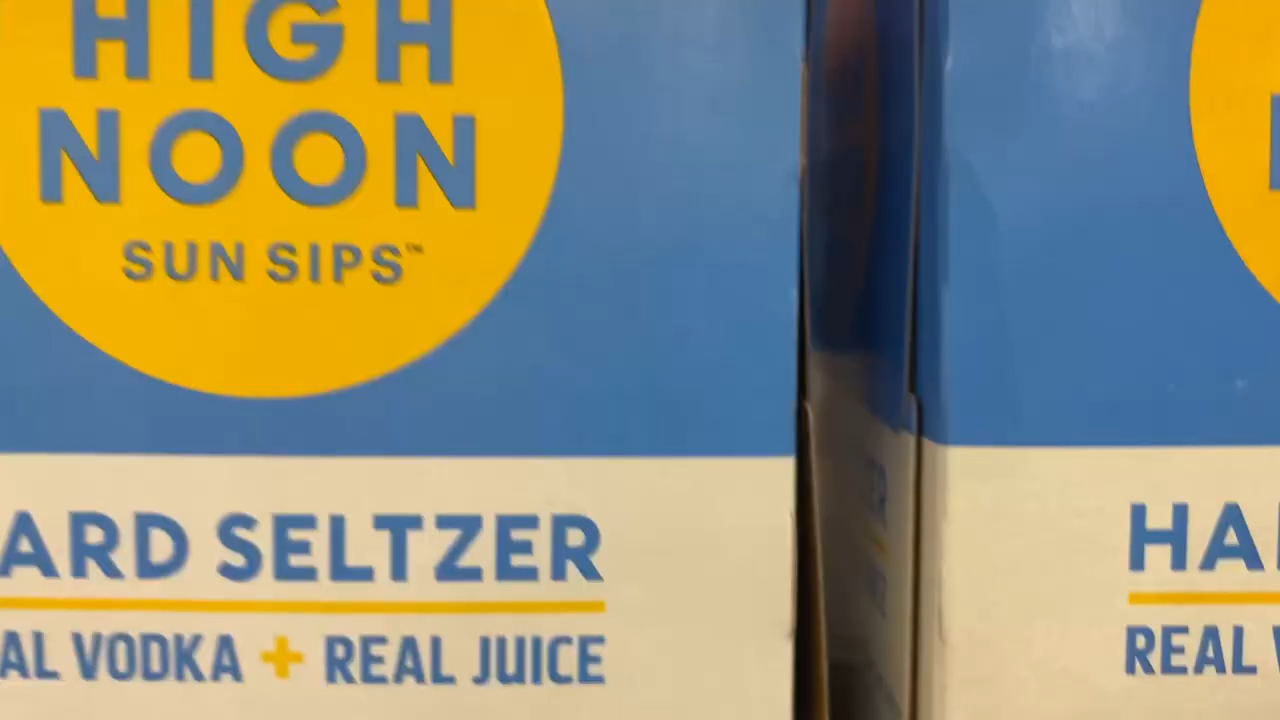 HIGH
NOON
SUN SIPS™
ARD SELTZER
AL VODKA + REAL JUICE
HA
REAL